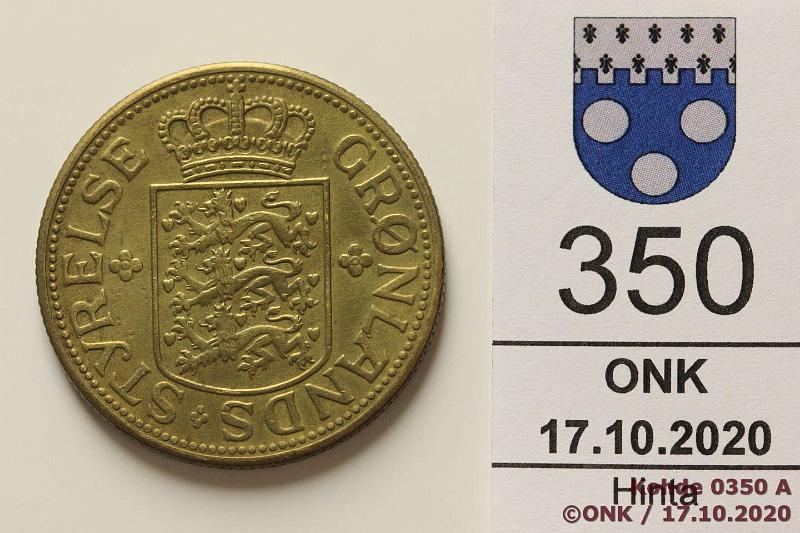 GRØNLANDS STYRELSE
350
ONK
17.10.2020
Hinta
Kohde 0350 A
©ONK / 17.10.2020